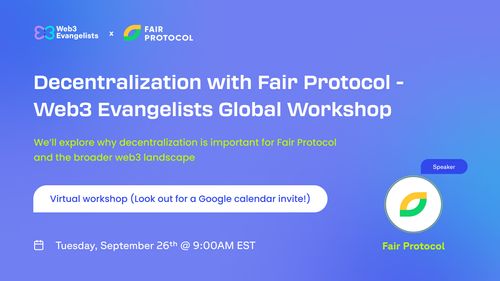 Web3
Evangelists
x
FAIR
PROTOCOL
Decentralization with Fair Protocol -
Web3 Evangelists Global Workshop
We'll explore why decentralization is important for Fair Protocol
and the broader web3 landscape
Speaker
Virtual workshop (Look out for a Google calendar invite!)
Fair Protocol
Tuesday, September 26th @ 9:00AM EST